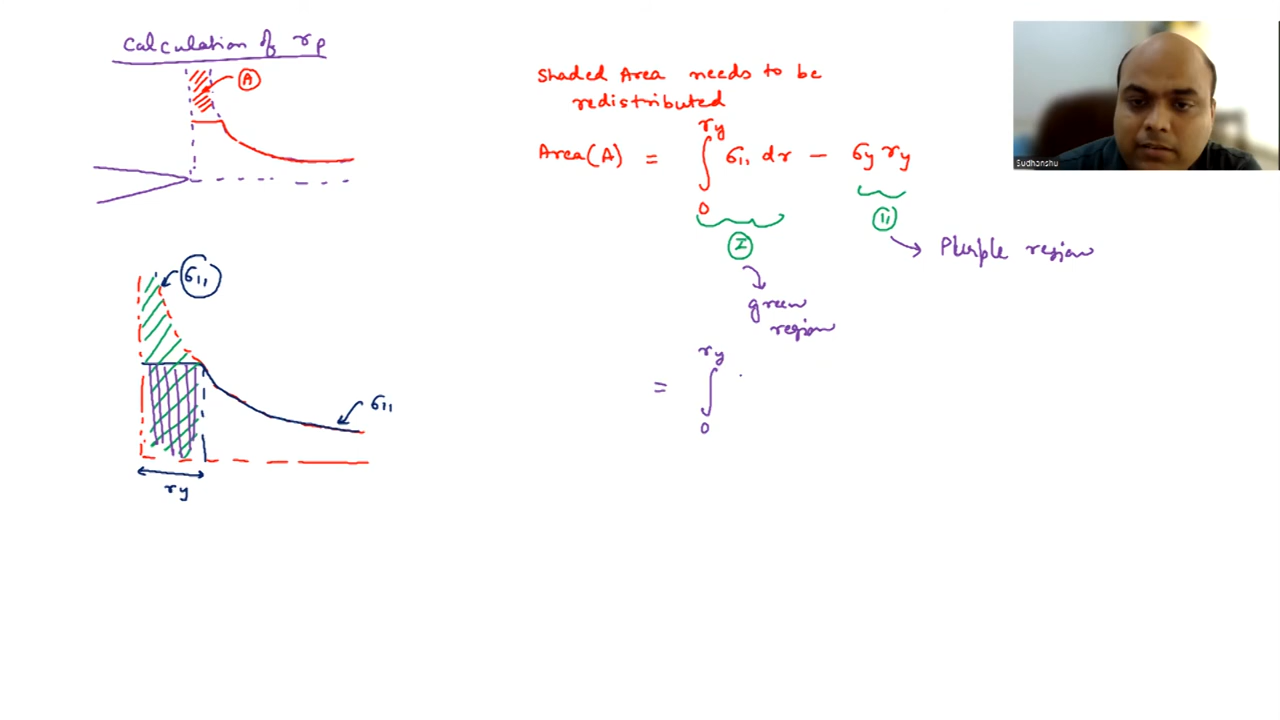 Calculation of rp
A
Shaded Area needs to be
redistributed
Area(A) = ∫₀^ry σ11 dr − σy ry
I
II
Plurple region
green
region
= ∫₀^ry
σ11
σ11
ry
Sudhanshu